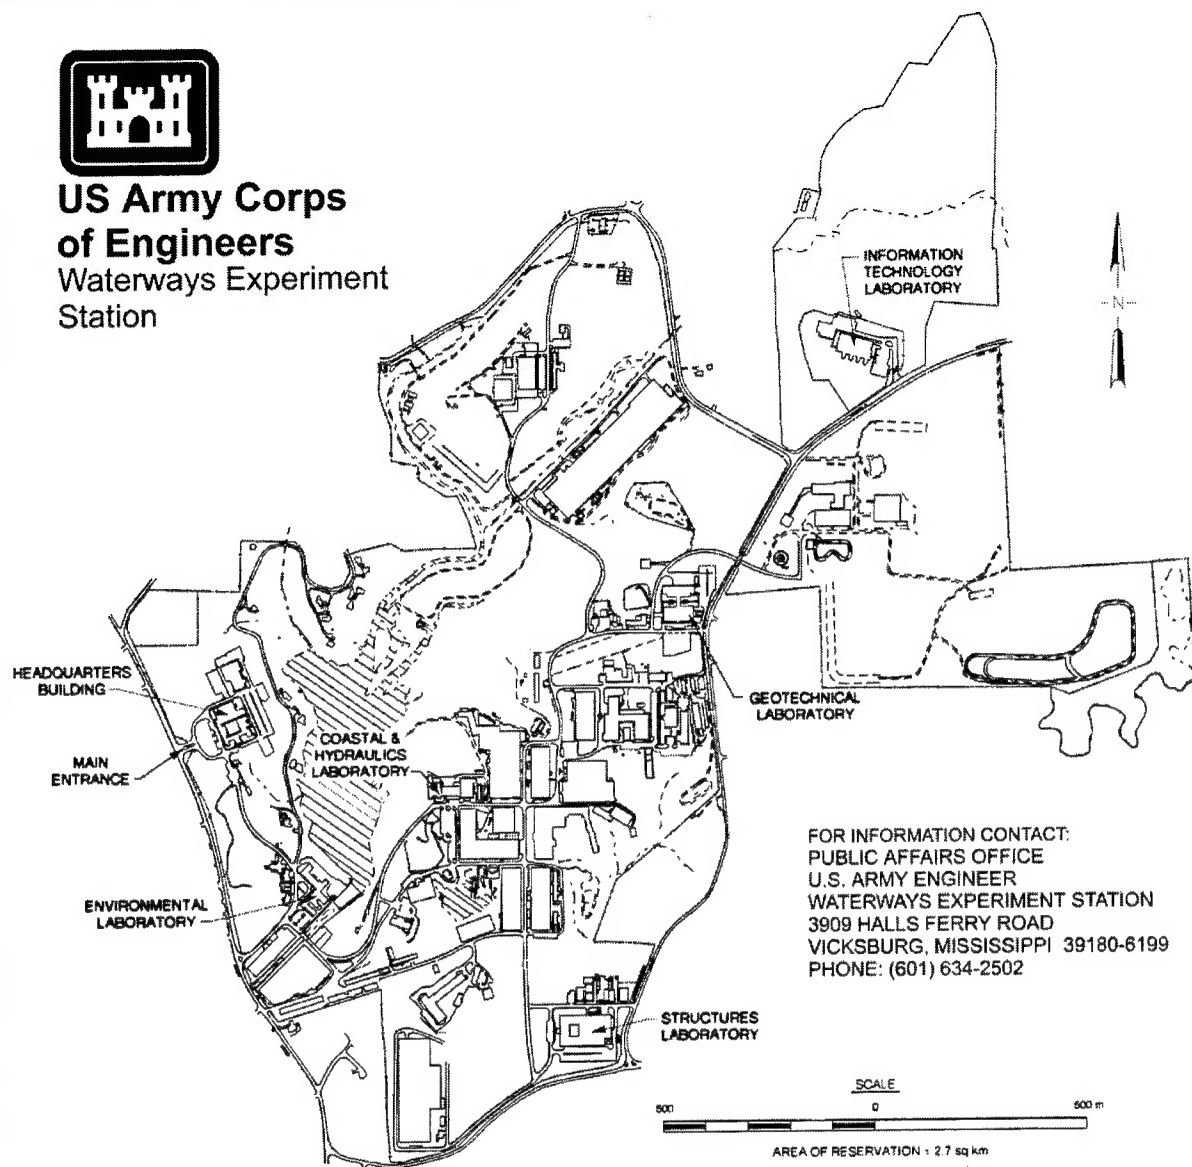 US Army Corps
of Engineers
Waterways Experiment
Station
INFORMATION
TECHNOLOGY
LABORATORY
N
HEADQUARTERS
BUILDING
MAIN
ENTRANCE
COASTAL &
HYDRAULICS
LABORATORY
GEOTECHNICAL
LABORATORY
ENVIRONMENTAL
LABORATORY
STRUCTURES
LABORATORY
FOR INFORMATION CONTACT:
PUBLIC AFFAIRS OFFICE
U.S. ARMY ENGINEER
WATERWAYS EXPERIMENT STATION
3909 HALLS FERRY ROAD
VICKSBURG, MISSISSIPPI 39180-6199
PHONE: (601) 634-2502
SCALE
500 0 500 m
AREA OF RESERVATION = 2.7 sq km